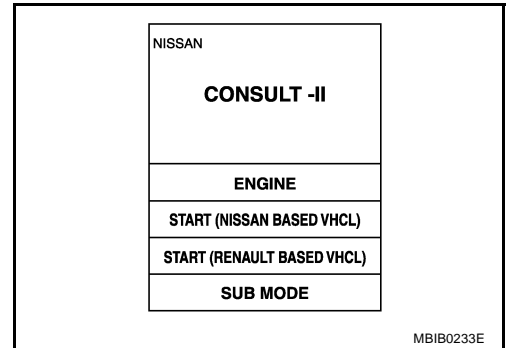 NISSAN
CONSULT -II
ENGINE
START (NISSAN BASED VHCL)
START (RENAULT BASED VHCL)
SUB MODE
MBIB0233E